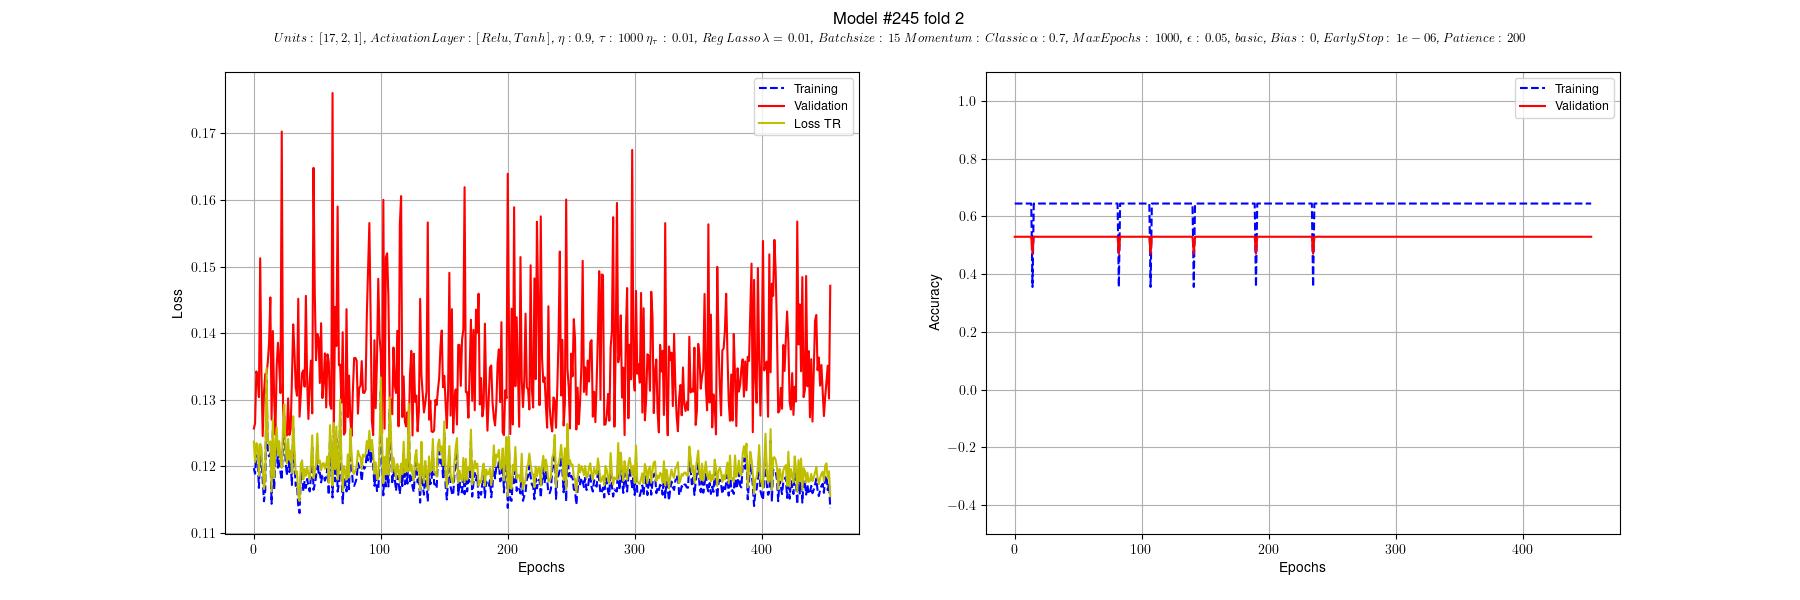 Model #245 fold 2
Units : [17, 2, 1], ActivationLayer : [Relu, Tanh], η : 0.9, τ : 1000 η_τ : 0.01, Reg Lasso λ = 0.01, Batchsize : 15 Momentum : Classic α : 0.7, MaxEpochs : 1000, ϵ : 0.05, basic, Bias : 0, EarlyStop : 1e − 06, Patience : 200
Loss
0.17
0.16
0.15
0.14
0.13
0.12
0.11
0 100 200 300 400
Epochs
Training
Validation
Loss TR
Accuracy
1.0
0.8
0.6
0.4
0.2
0.0
−0.2
−0.4
0 100 200 300 400
Epochs
Training
Validation